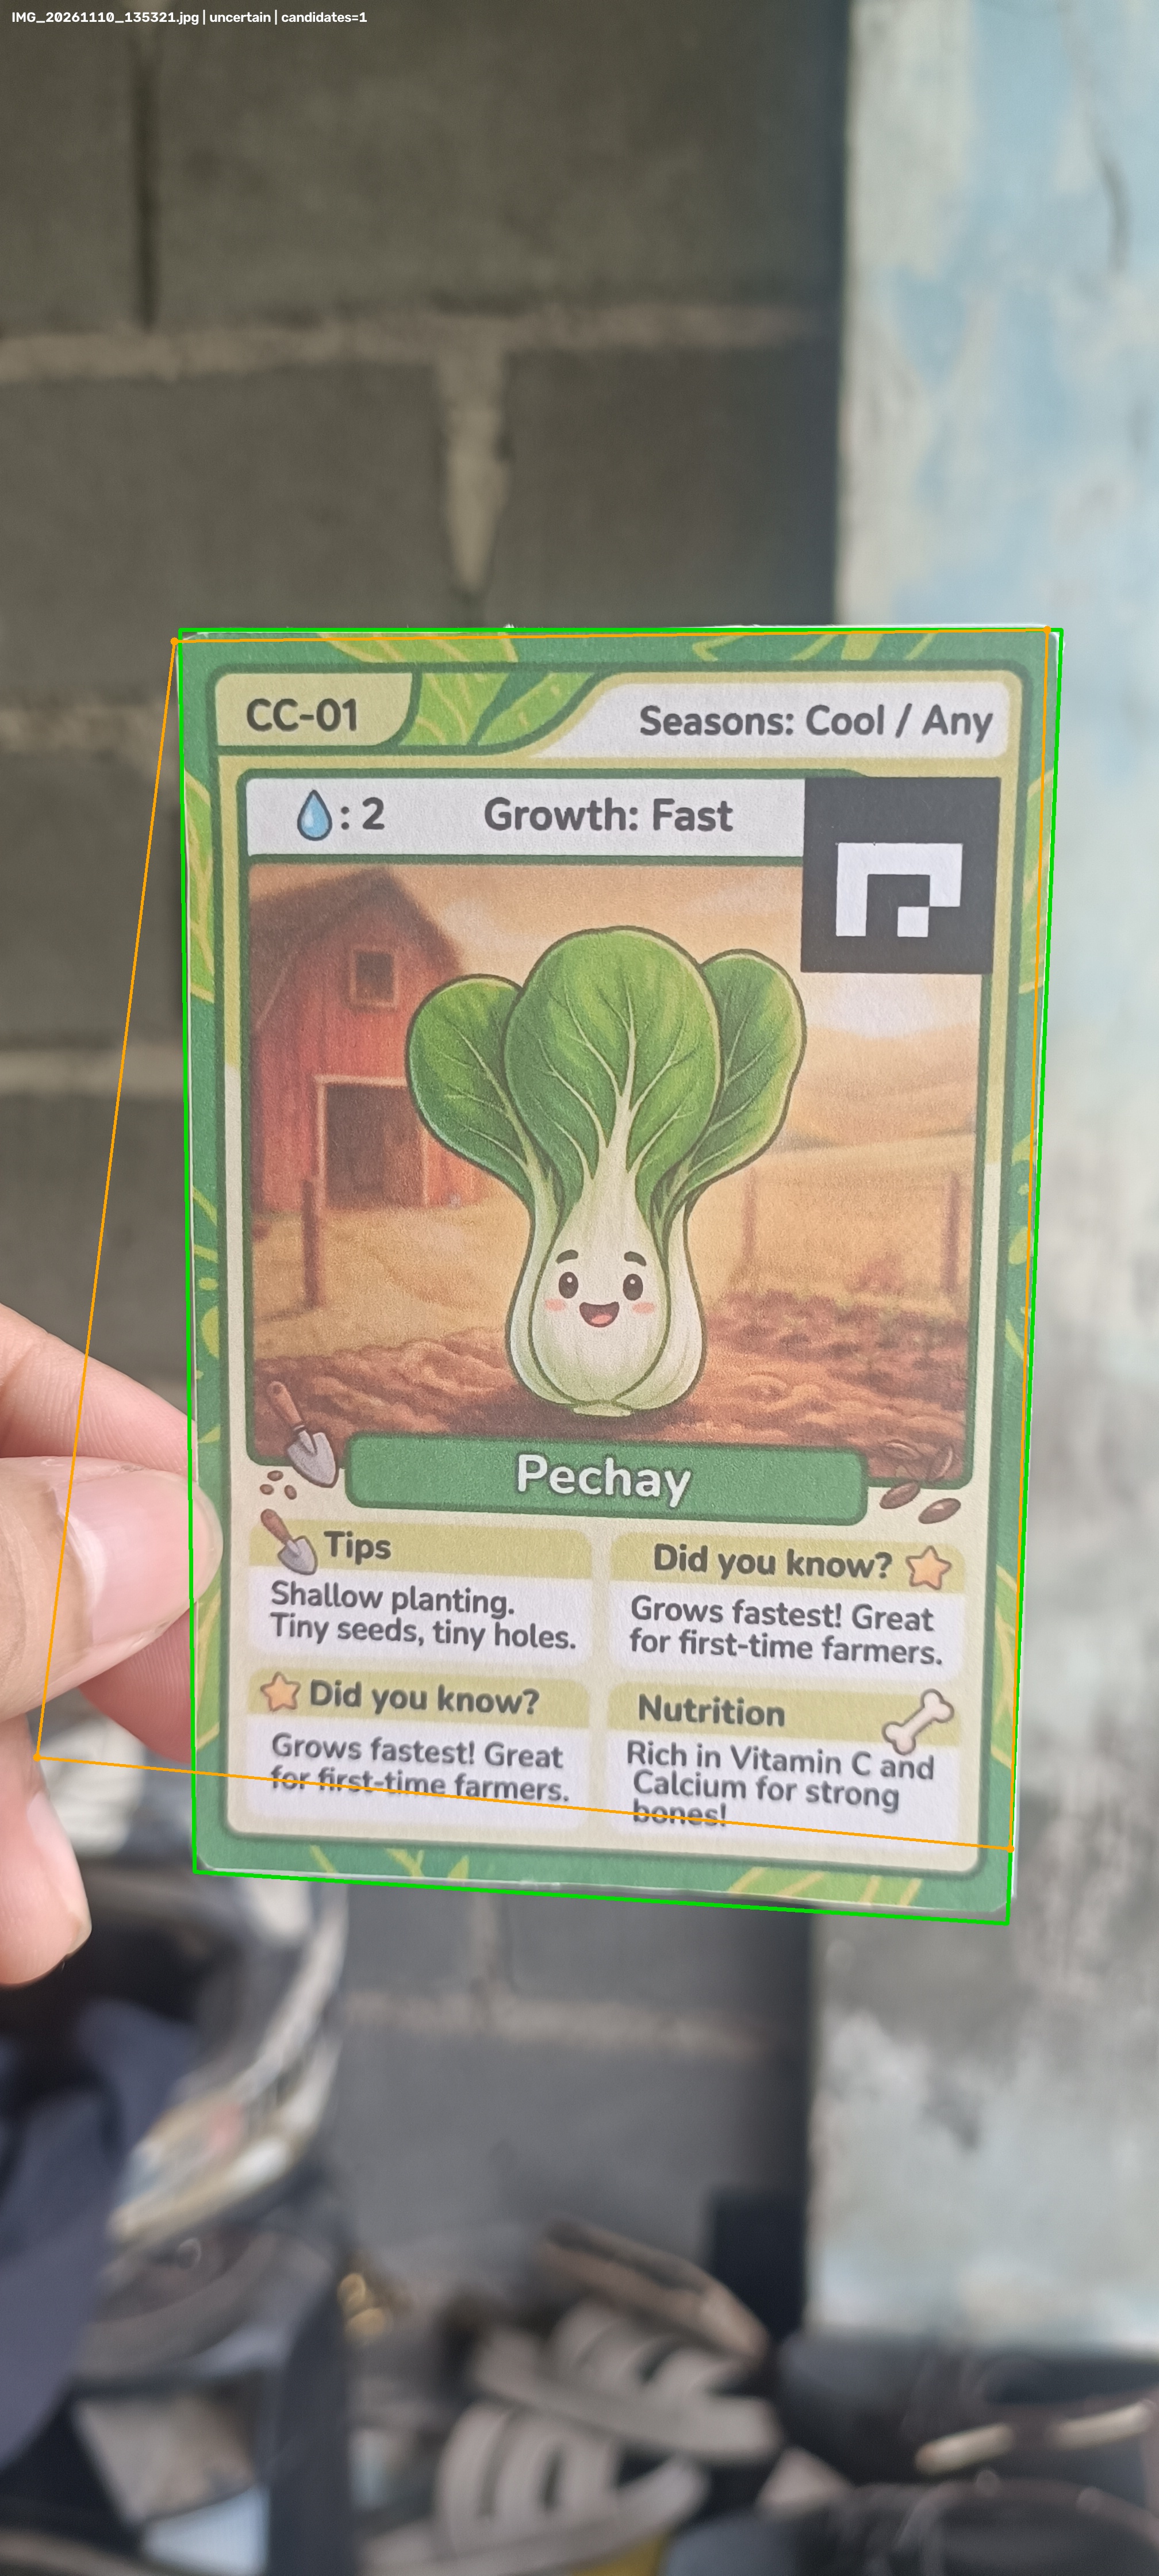 IMG_20261110_135321.jpg | uncertain | candidates=1
CC-01
Seasons: Cool / Any
: 2
Growth: Fast
Pechay
Tips
Shallow planting.
Tiny seeds, tiny holes.
Did you know?
Grows fastest! Great
for first-time farmers.
Did you know?
Grows fastest! Great
for first-time farmers.
Nutrition
Rich in Vitamin C and
Calcium for strong
bones!